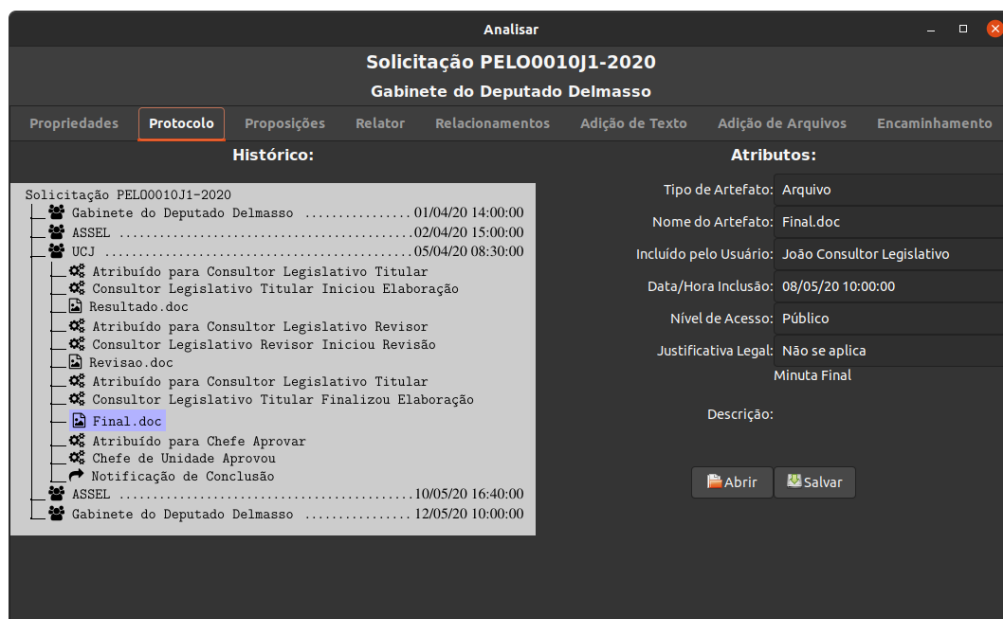 Analisar
Solicitação PELO0010J1-2020
Gabinete do Deputado Delmasso
Propriedades Protocolo Proposições Relator Relacionamentos Adição de Texto Adição de Arquivos Encaminhamento
Histórico:
Solicitação PELO0010J1-2020
Gabinete do Deputado Delmasso ................ 01/04/20 14:00:00
ASSEL ............................................02/04/20 15:00:00
UCJ ..............................................05/04/20 08:30:00
Atribuído para Consultor Legislativo Titular
Consultor Legislativo Titular Iniciou Elaboração
Resultado.doc
Atribuído para Consultor Legislativo Revisor
Consultor Legislativo Revisor Iniciou Revisão
Revisao.doc
Atribuído para Consultor Legislativo Titular
Consultor Legislativo Titular Finalizou Elaboração
Final.doc
Atribuído para Chefe Aprovar
Chefe de Unidade Aprovou
Notificação de Conclusão
ASSEL ............................................10/05/20 16:40:00
Gabinete do Deputado Delmasso ................ 12/05/20 10:00:00
Atributos:
Tipo de Artefato: Arquivo
Nome do Artefato: Final.doc
Incluído pelo Usuário: João Consultor Legislativo
Data/Hora Inclusão: 08/05/20 10:00:00
Nível de Acesso: Público
Justificativa Legal: Não se aplica
Minuta Final
Descrição:
Abrir Salvar